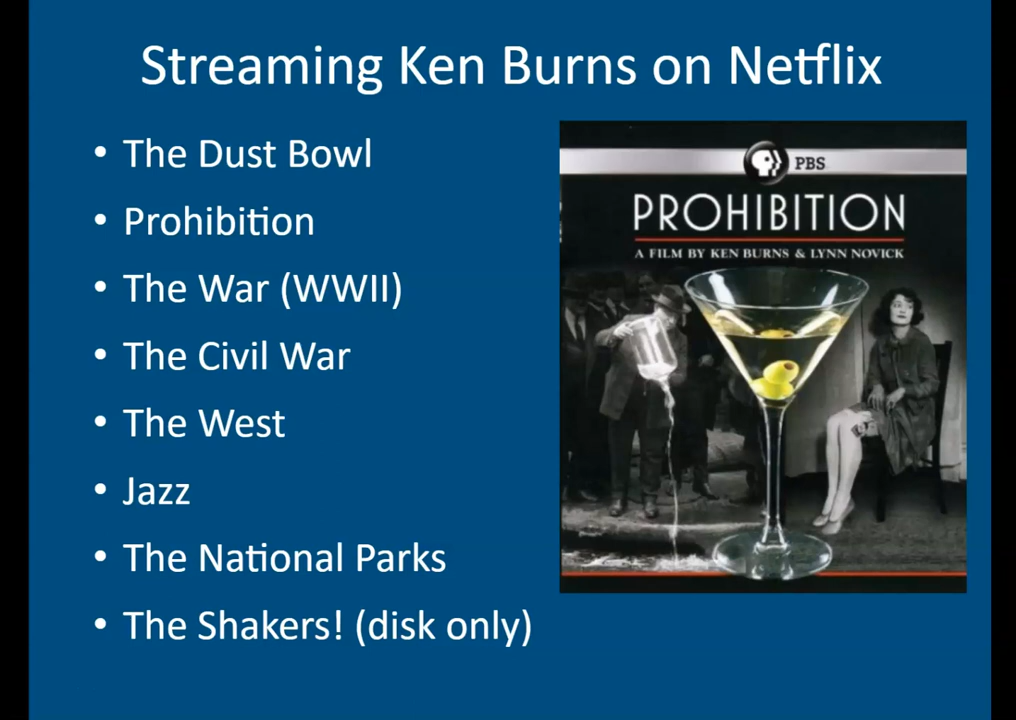 Streaming Ken Burns on Netflix
• The Dust Bowl
• Prohibition
• The War (WWII)
• The Civil War
• The West
• Jazz
• The National Parks
• The Shakers! (disk only)
PBS
PROHIBITION
A FILM BY KEN BURNS & LYNN NOVICK